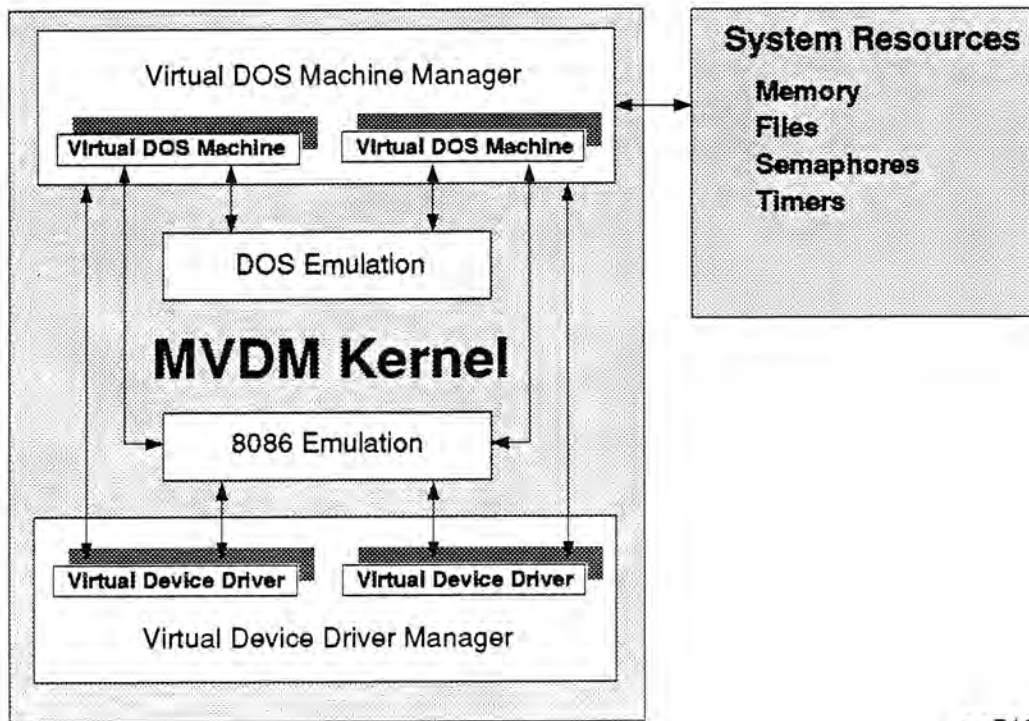 Virtual DOS Machine Manager
Virtual DOS Machine
Virtual DOS Machine
DOS Emulation
MVDM Kernel
8086 Emulation
Virtual Device Driver
Virtual Device Driver
Virtual Device Driver Manager
System Resources
Memory
Files
Semaphores
Timers